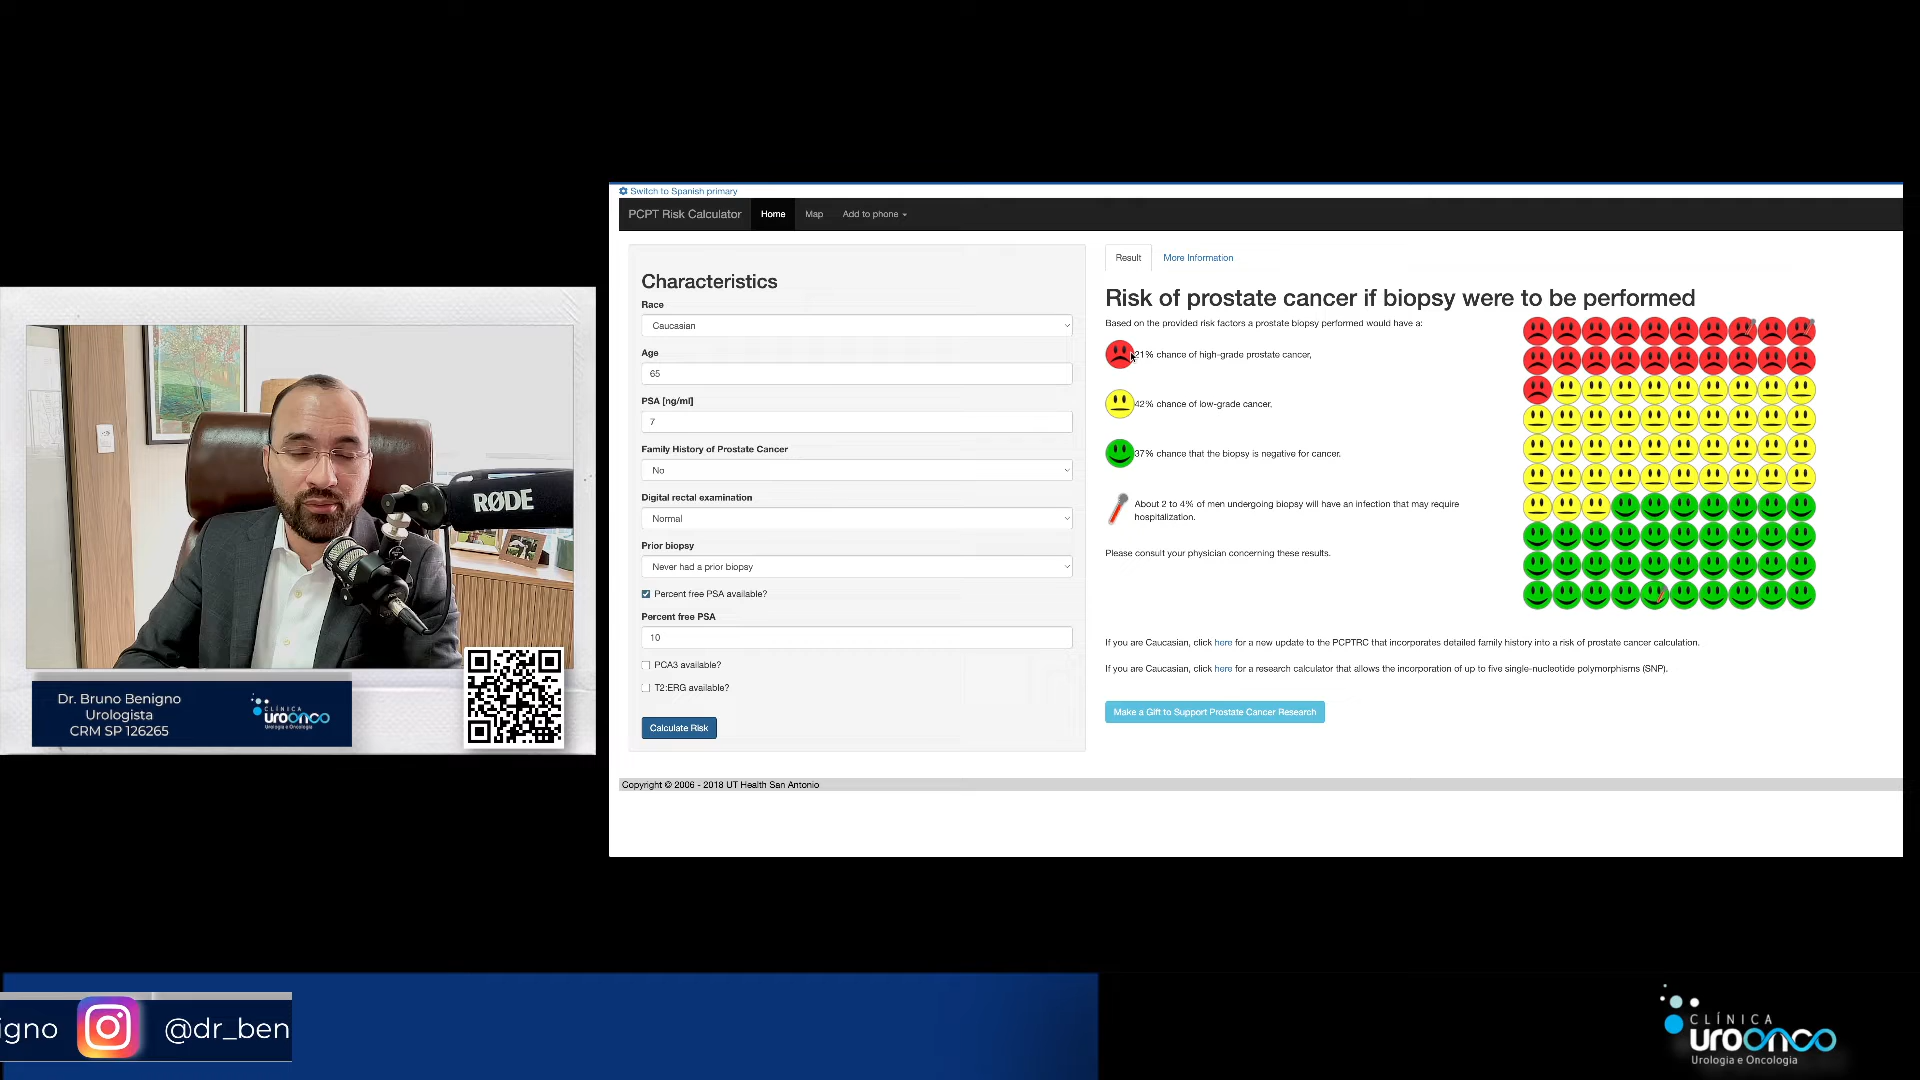 Switch to Spanish primary
PCPT Risk Calculator
Home
Map
Add to phone
Characteristics
Race
Caucasian
Age
65
PSA [ng/ml]
7
Family History of Prostate Cancer
No
Digital rectal examination
Normal
Prior biopsy
Never had a prior biopsy
Percent free PSA available?
Percent free PSA
10
PCA3 available?
T2:ERG available?
Calculate Risk
Result
More Information
Risk of prostate cancer if biopsy were to be performed
Based on the provided risk factors a prostate biopsy performed would have a:
21% chance of high-grade prostate cancer,
42% chance of low-grade cancer,
37% chance that the biopsy is negative for cancer.
About 2 to 4% of men undergoing biopsy will have an infection that may require
hospitalization.
Please consult your physician concerning these results.
If you are Caucasian, click here for a new update to the PCPTRC that incorporates detailed family history into a risk of prostate cancer calculation.
If you are Caucasian, click here for a research calculator that allows the incorporation of up to five single-nucleotide polymorphisms (SNP).
Make a Gift to Support Prostate Cancer Research
Copyright © 2006 - 2018 UT Health San Antonio
RØDE
Dr. Bruno Benigno
Urologista
CRM SP 126265
CLÍNICA
uroonco
Urologia e Oncologia
igno
@dr_ben
CLÍNICA
uroonco
Urologia e Oncologia